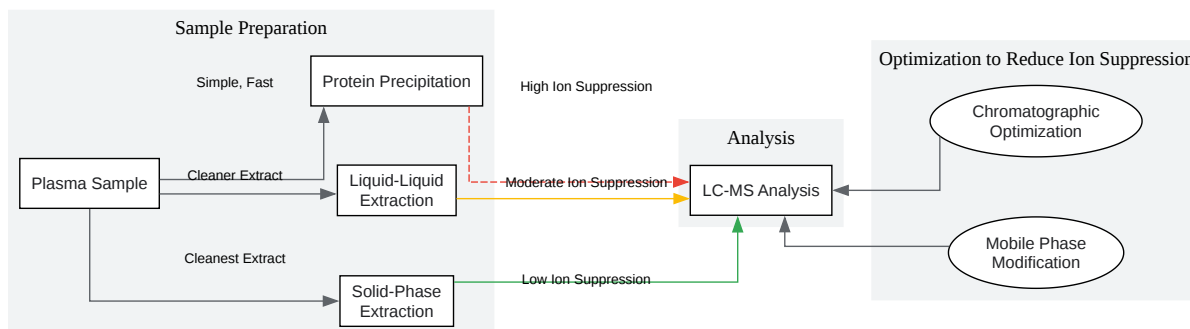 Sample Preparation
Simple, Fast
Protein Precipitation
High Ion Suppression
Optimization to Reduce Ion Suppression
Chromatographic
Optimization
Analysis
Plasma Sample
Cleaner Extract
Liquid-Liquid
Extraction
Moderate Ion Suppression
LC-MS Analysis
Mobile Phase
Modification
Cleanest Extract
Solid-Phase
Extraction
Low Ion Suppression